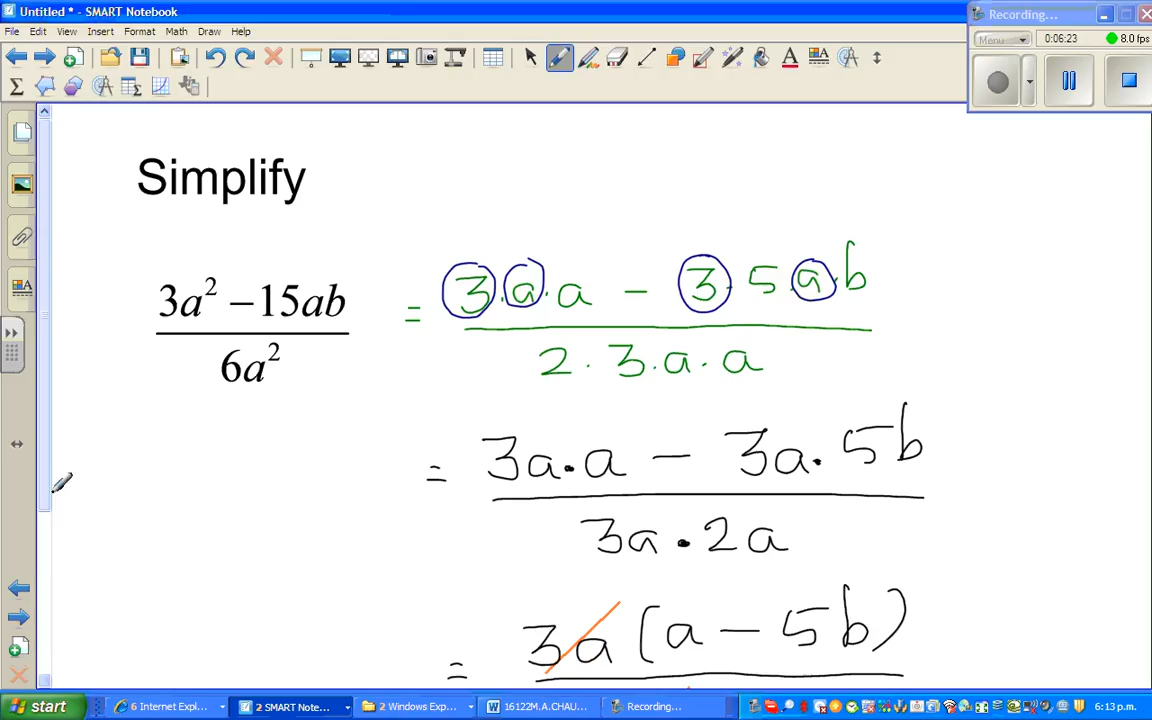 Untitled * - SMART Notebook
Recording...
File Edit View Insert Format Math Draw Help
Menu 0:06:23 8.0 fps
Simplify
3a² − 15ab = 3·a·a − 3·5·a·b
6a² 2·3·a·a
= 3a·a − 3a·5b
3a·2a
= 3a(a − 5b)
start 6 Internet Expl... 2 SMART Note... 2 Windows Exp... 16122M.A.CHAU... Recording... 6:13 p.m.